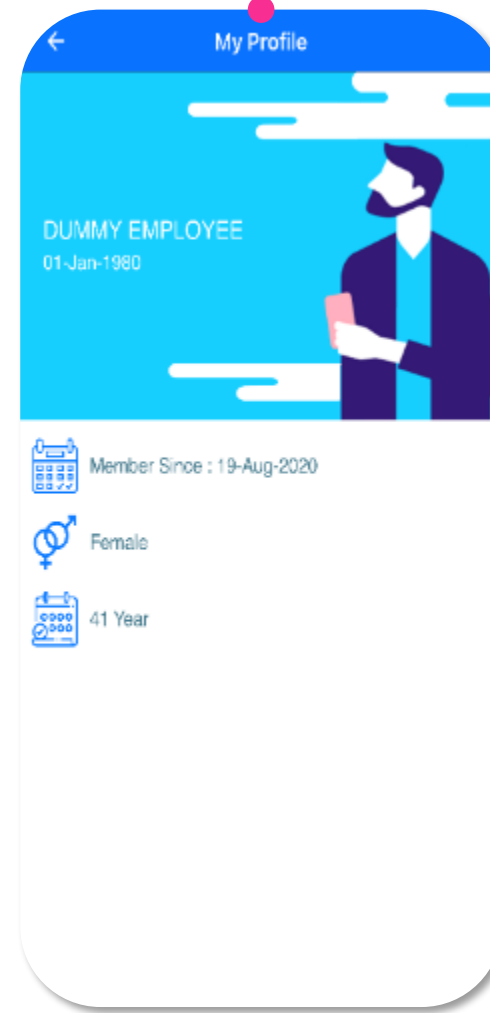 My Profile
DUMMY EMPLOYEE
01-Jan-1980
Member Since : 19-Aug-2020
Female
41 Year